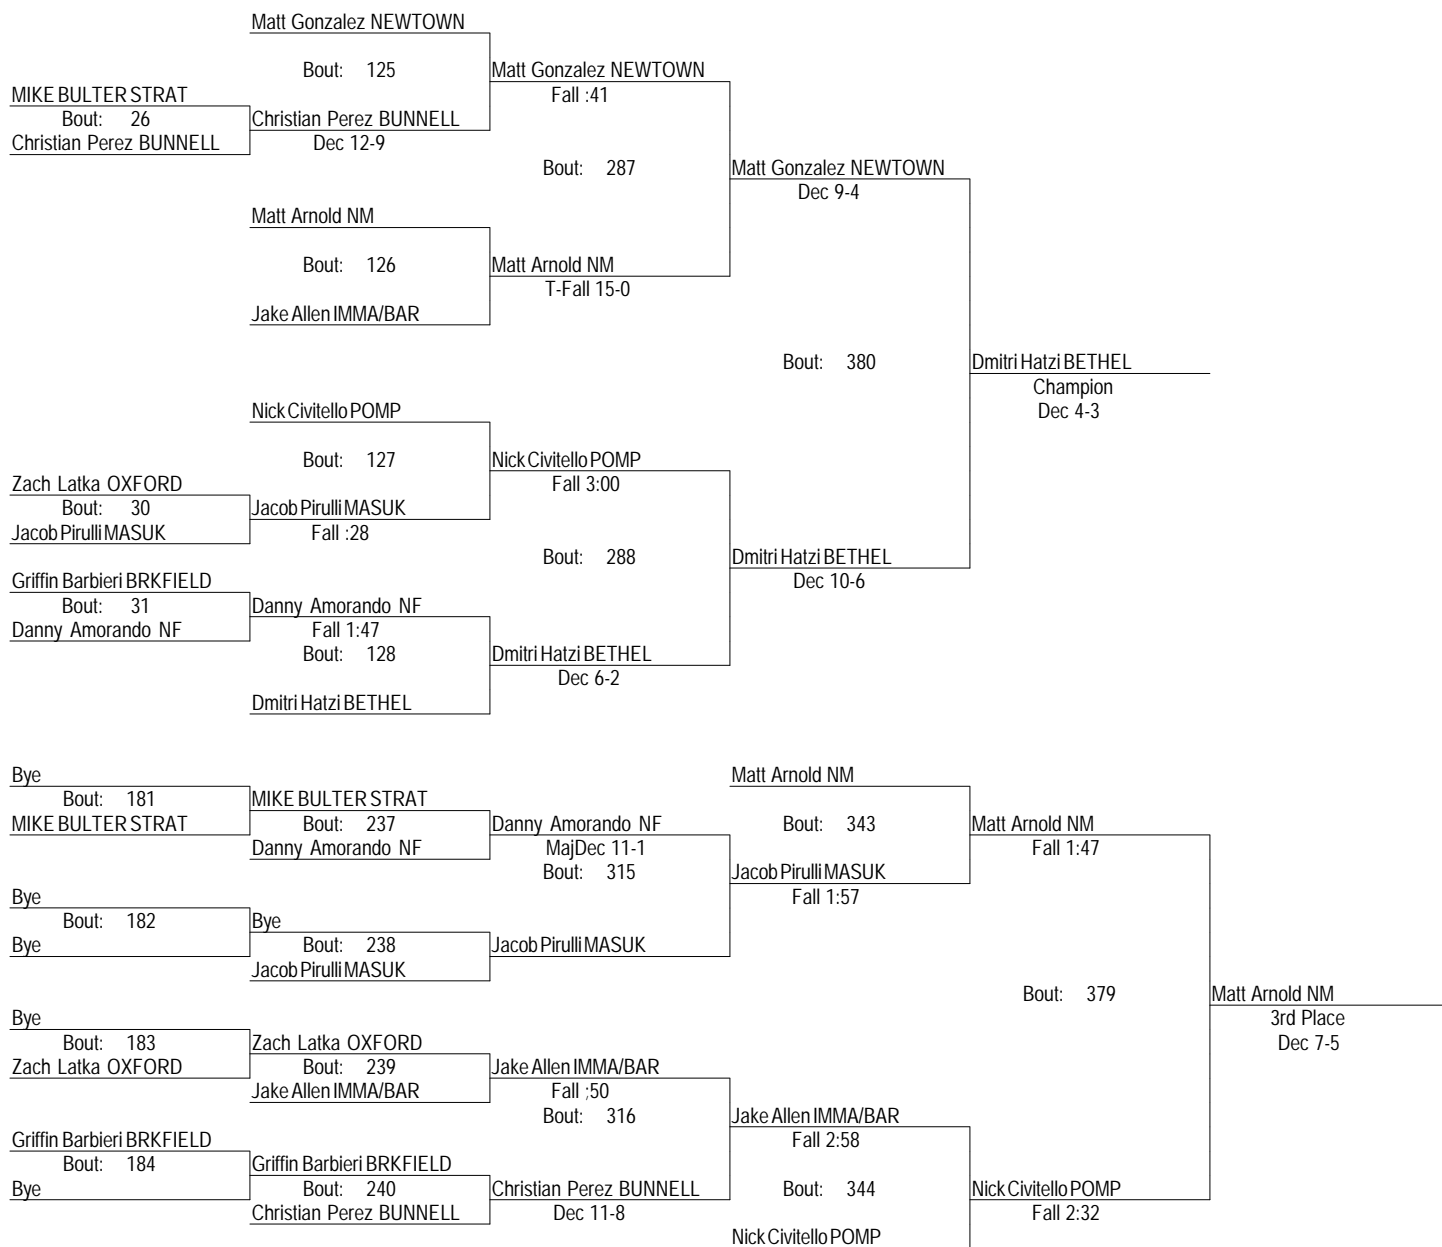 Matt Gonzalez NEWTOWN
Bout: 125
Matt Gonzalez NEWTOWN
MIKE BULTER STRAT
Fall :41
Bout: 26
Christian Perez BUNNELL
Christian Perez BUNNELL
Dec 12-9
Bout: 287
Matt Gonzalez NEWTOWN
Dec 9-4
Matt Arnold NM
Bout: 126
Matt Arnold NM
T-Fall 15-0
Jake Allen IMMA/BAR
Bout: 380
Dmitri Hatzi BETHEL
Champion
Dec 4-3
Nick Civitello POMP
Bout: 127
Nick Civitello POMP
Zach Latka OXFORD
Fall 3:00
Bout: 30
Jacob Pirulli MASUK
Jacob Pirulli MASUK
Fall :28
Bout: 288
Dmitri Hatzi BETHEL
Griffin Barbieri BRKFIELD
Dec 10-6
Bout: 31
Danny Amorando NF
Danny Amorando NF
Fall 1:47
Bout: 128
Dmitri Hatzi BETHEL
Dec 6-2
Dmitri Hatzi BETHEL
Bye
Matt Arnold NM
Bout: 181
MIKE BULTER STRAT
MIKE BULTER STRAT
Bout: 237
Danny Amorando NF
Bout: 343
Matt Arnold NM
Danny Amorando NF
MajDec 11-1
Fall 1:47
Bout: 315
Jacob Pirulli MASUK
Bye
Fall 1:57
Bout: 182
Bye
Bye
Bout: 238
Jacob Pirulli MASUK
Jacob Pirulli MASUK
Bout: 379
Matt Arnold NM
Bye
3rd Place
Bout: 183
Zach Latka OXFORD
Dec 7-5
Zach Latka OXFORD
Bout: 239
Jake Allen IMMA/BAR
Jake Allen IMMA/BAR
Fall ;50
Bout: 316
Jake Allen IMMA/BAR
Griffin Barbieri BRKFIELD
Fall 2:58
Bout: 184
Griffin Barbieri BRKFIELD
Bye
Bout: 240
Christian Perez BUNNELL
Bout: 344
Nick Civitello POMP
Christian Perez BUNNELL
Dec 11-8
Fall 2:32
Nick Civitello POMP